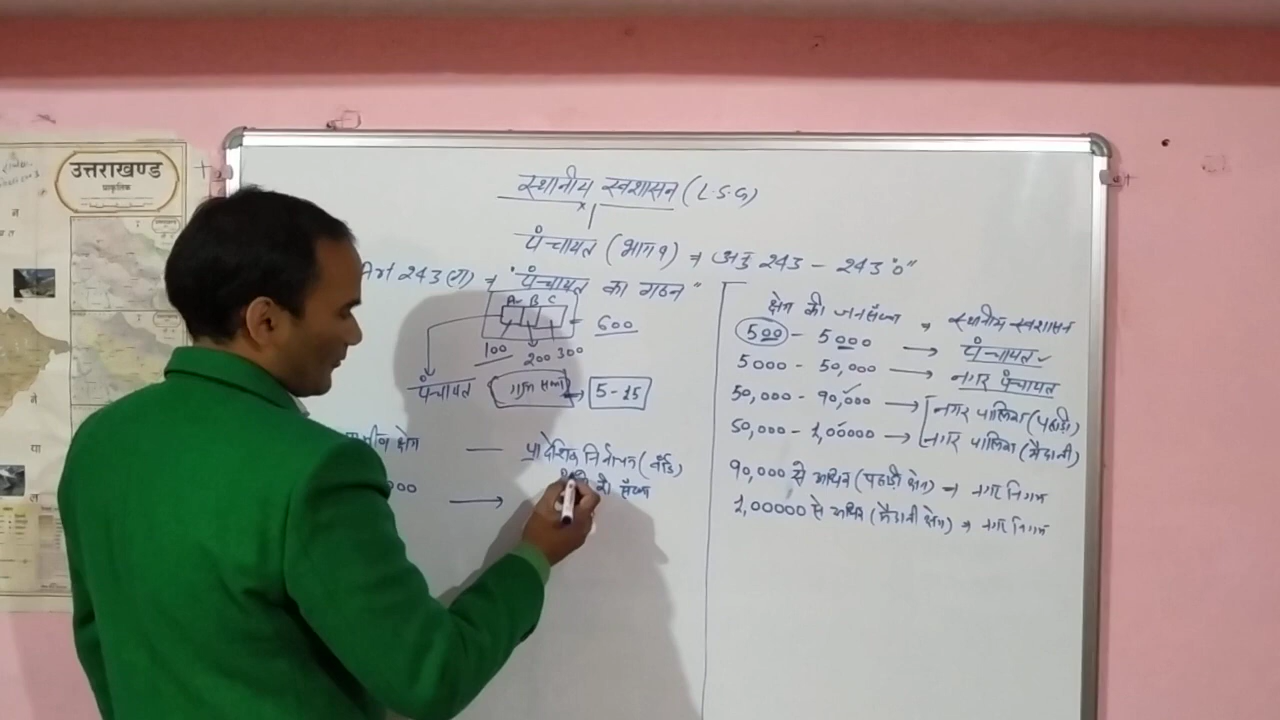 उत्तराखण्ड
प्राकृतिक
स्थानीय स्वशासन (L.S.G)
पंचायत (भाग 9) → अनु 243 - 243 "O"
243 (ग) → "पंचायत का गठन"
A B C
600
100 200 300
पंचायत ग्राम सभा → 5-15
क्षेत्र — प्रादेशिक निर्वाचन (वार्ड)
00 → की संख्या
क्षेत्र की जनसंख्या → स्थानीय स्वशासन
500 - 5000 → पंचायत
5000 - 50,000 → नगर पंचायत
50,000 - 90,000 → नगर पालिका (पहाड़ी)
50,000 - 1,00000 → नगर पालिका (मैदानी)
90,000 से अधिक (पहाड़ी क्षेत्र) → नगर निगम
1,00000 से अधिक (मैदानी क्षेत्र) → नगर निगम